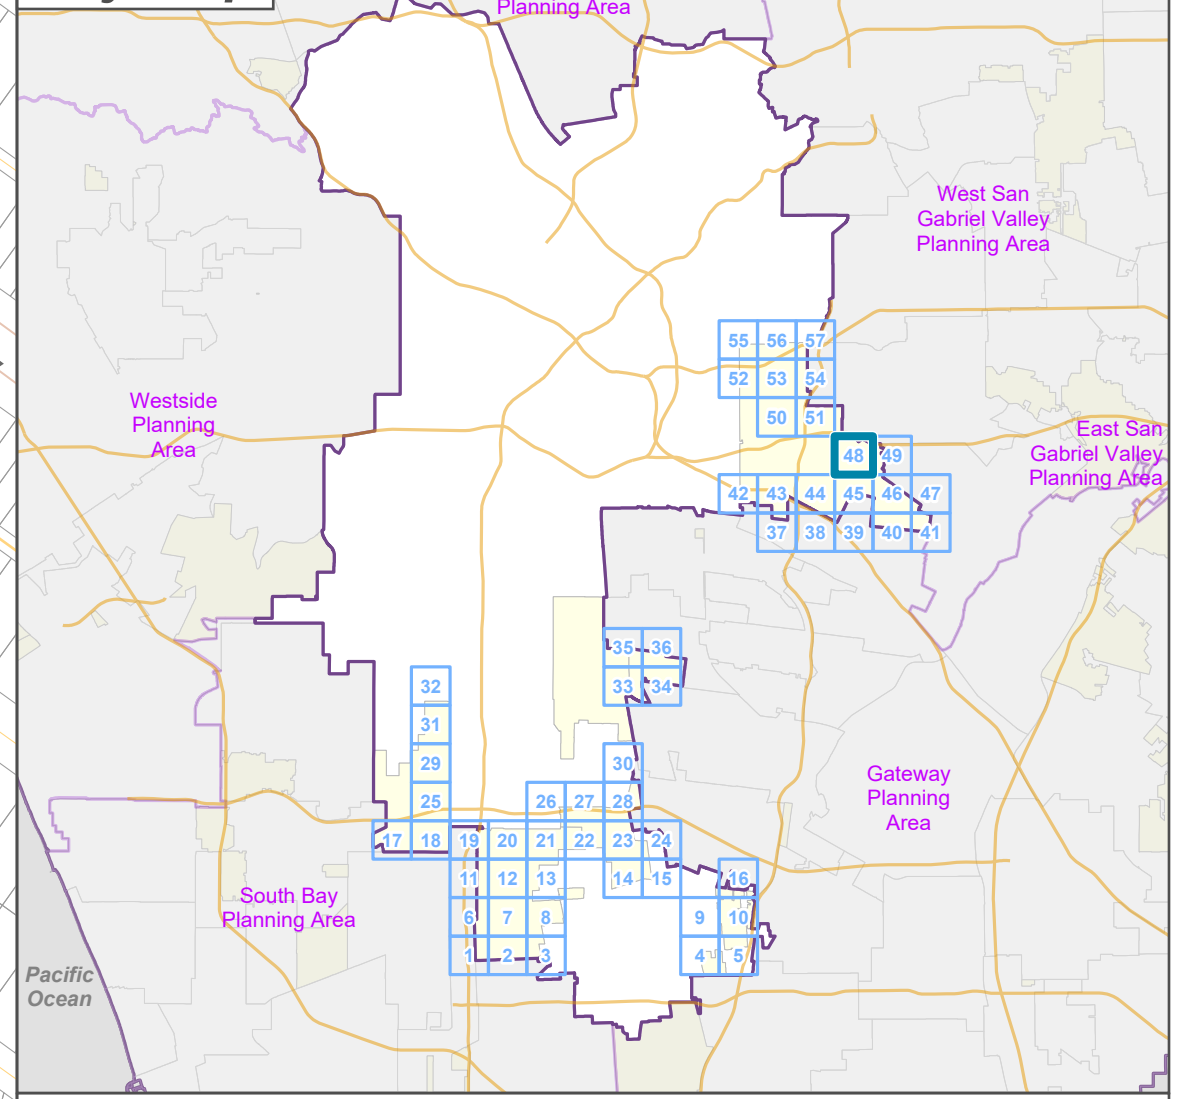 Planning Area
West San
Gabriel Valley
Planning Area
55 56 57
52 53 54
50 51
48 49
42 43 44 45 46 47
37 38 39 40 41
Westside
Planning
Area
East San
Gabriel Valley
Planning Area
35 36
33 34
32
31
29
25
30
26 27 28
17 18 19 20 21 22 23 24
11 12 13 14 15 16
6 7 8 9 10
1 2 3 4 5
Gateway
Planning
Area
South Bay
Planning Area
Pacific
Ocean